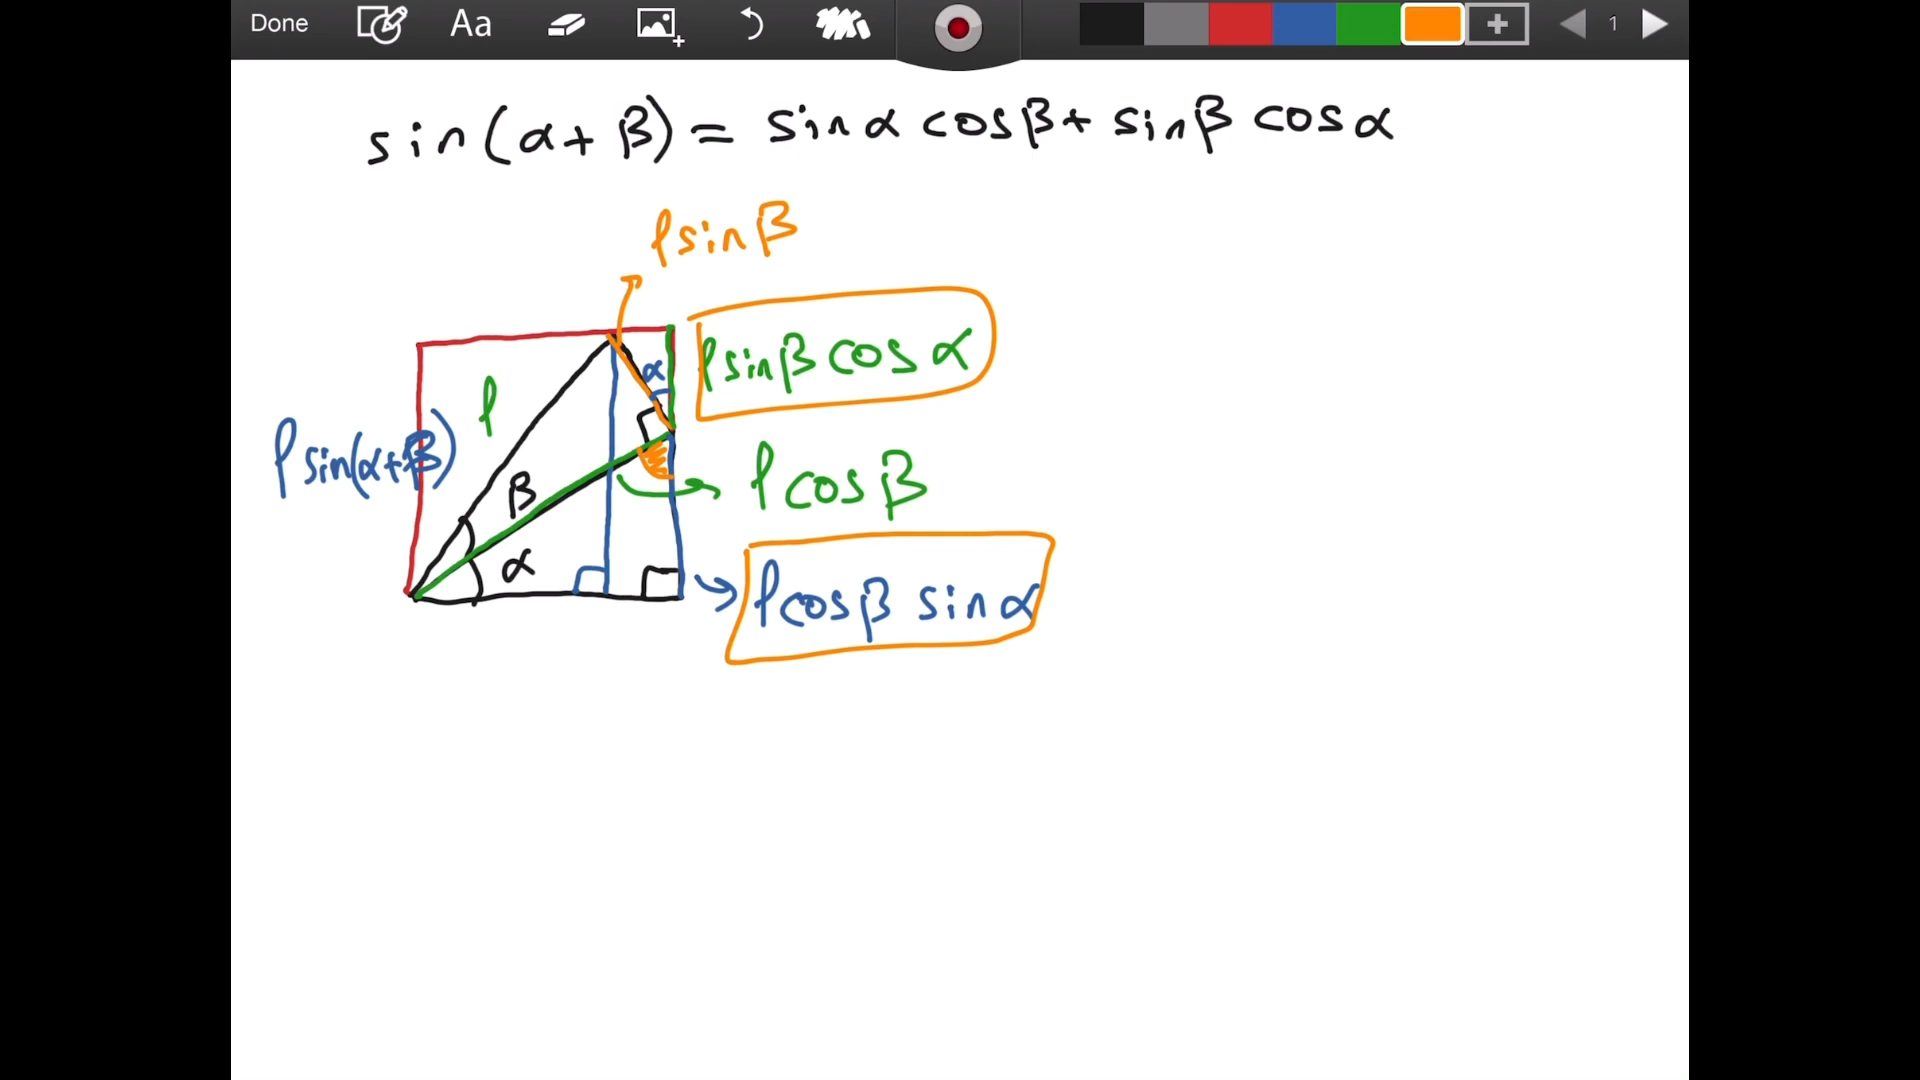 Done Aa 1
sin(α+β) = sinα cosβ + sinβ cosα
ℓsinβ
α ℓsinβ cosα
ℓ
ℓsin(α+β)
β ℓcosβ
α ℓcosβ sinα